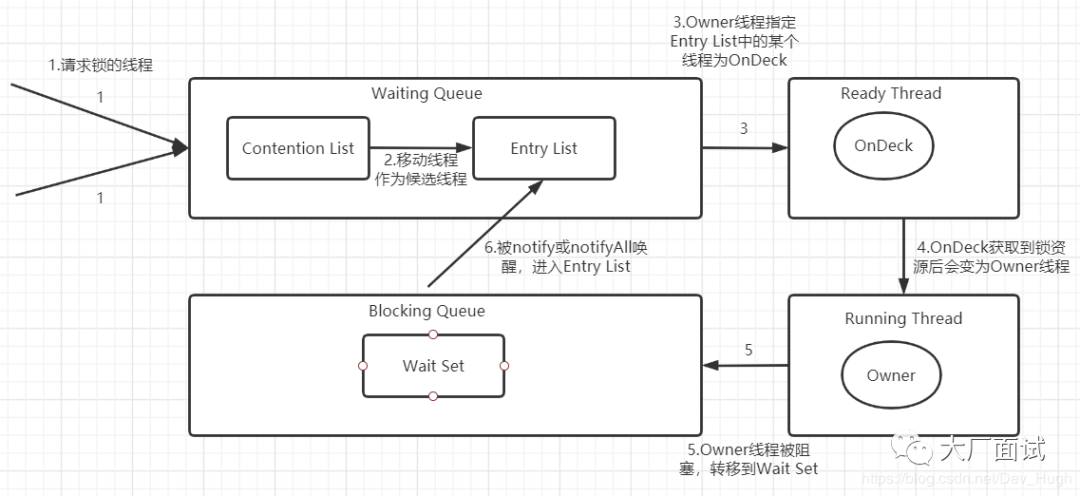 3.Owner线程指定
Entry List中的某个
线程为OnDeck
1.请求锁的线程
1
1
Waiting Queue
Contention List
2.移动线程
作为候选线程
Entry List
3
Ready Thread
OnDeck
6.被notify或notifyAll唤
醒，进入Entry List
4.OnDeck获取到锁资
源后会变为Owner线程
Blocking Queue
Wait Set
5
Running Thread
Owner
5.Owner线程被阻
塞，转移到Wait Set
大厂面试
https://blog.csdn.net/Dev_Hugh